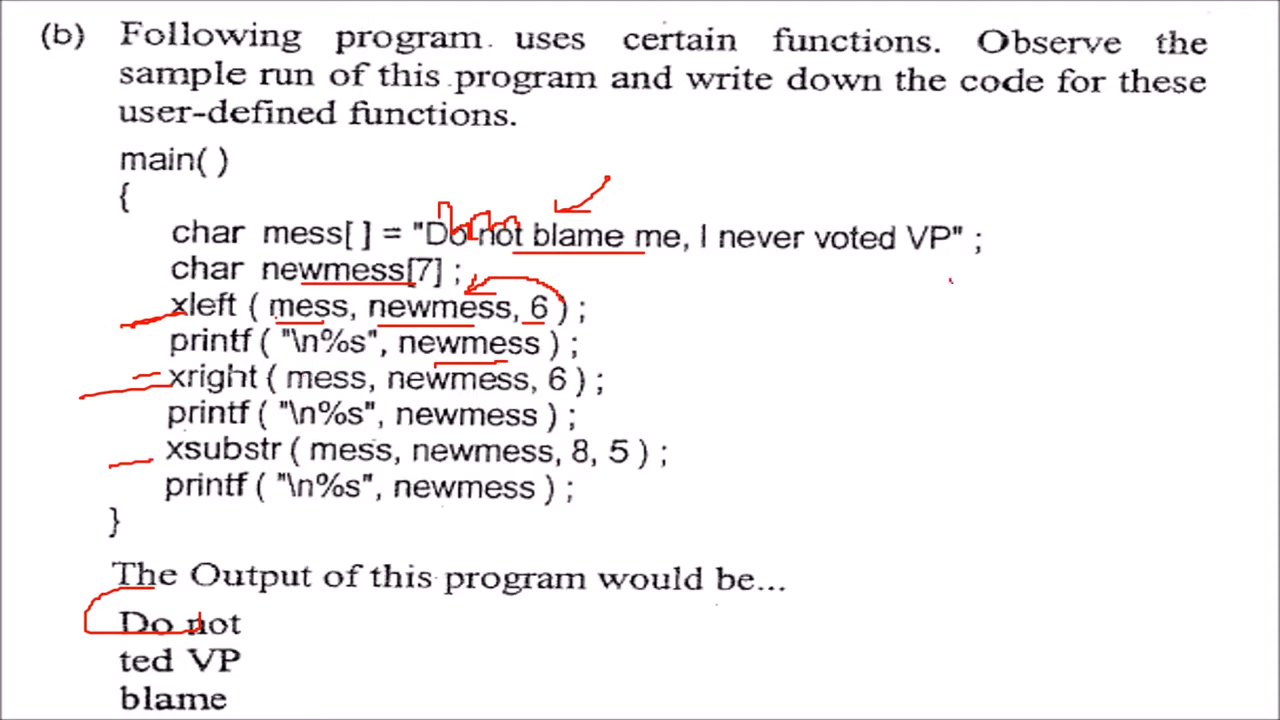 (b) Following program uses certain functions. Observe the
sample run of this program and write down the code for these
user-defined functions.
main( )
{
char mess[ ] = "Do not blame me, I never voted VP" ;
char newmess[7] ;
xleft ( mess, newmess, 6 ) ;
printf ( "\n%s", newmess ) ;
xright ( mess, newmess, 6 ) ;
printf ( "\n%s", newmess ) ;
xsubstr ( mess, newmess, 8, 5 ) ;
printf ( "\n%s", newmess ) ;
}
The Output of this program would be...
Do not
ted VP
blame